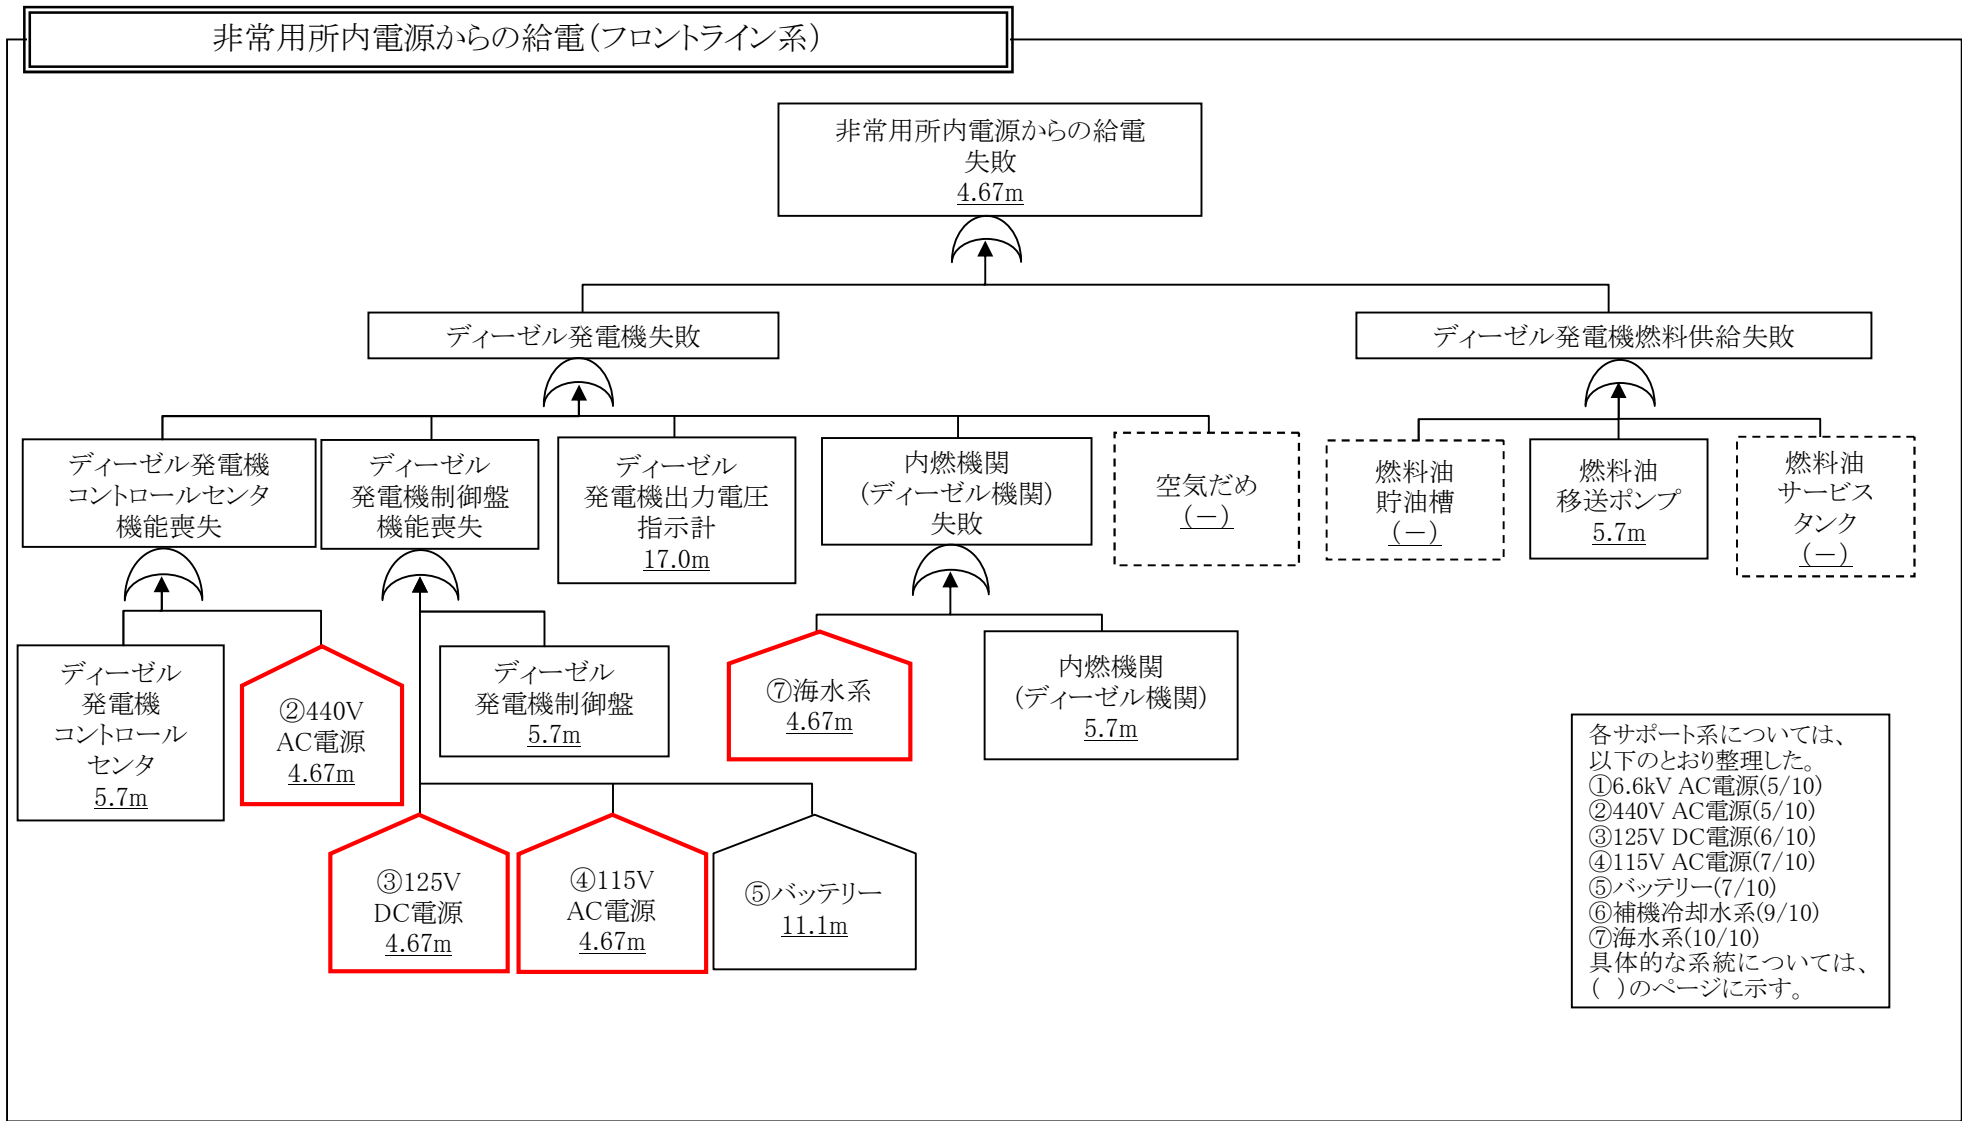 非常用所内電源からの給電(フロントライン系)
非常用所内電源からの給電
失敗
4.67m
ディーゼル発電機失敗
ディーゼル発電機燃料供給失敗
ディーゼル発電機
コントロールセンタ
機能喪失
ディーゼル
発電機制御盤
機能喪失
ディーゼル
発電機出力電圧
指示計
17.0m
内燃機関
(ディーゼル機関)
失敗
空気だめ
(-)
燃料油
貯油槽
(-)
燃料油
移送ポンプ
5.7m
燃料油
サービス
タンク
(-)
ディーゼル
発電機
コントロール
センタ
5.7m
②440V
AC電源
4.67m
ディーゼル
発電機制御盤
5.7m
⑦海水系
4.67m
内燃機関
(ディーゼル機関)
5.7m
③125V
DC電源
4.67m
④115V
AC電源
4.67m
⑤バッテリー
11.1m
各サポート系については、
以下のとおり整理した。
①6.6kV AC電源(5/10)
②440V AC電源(5/10)
③125V DC電源(6/10)
④115V AC電源(7/10)
⑤バッテリー(7/10)
⑥補機冷却水系(9/10)
⑦海水系(10/10)
具体的な系統については、
( )のページに示す。